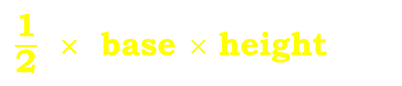 1/2 × base × height